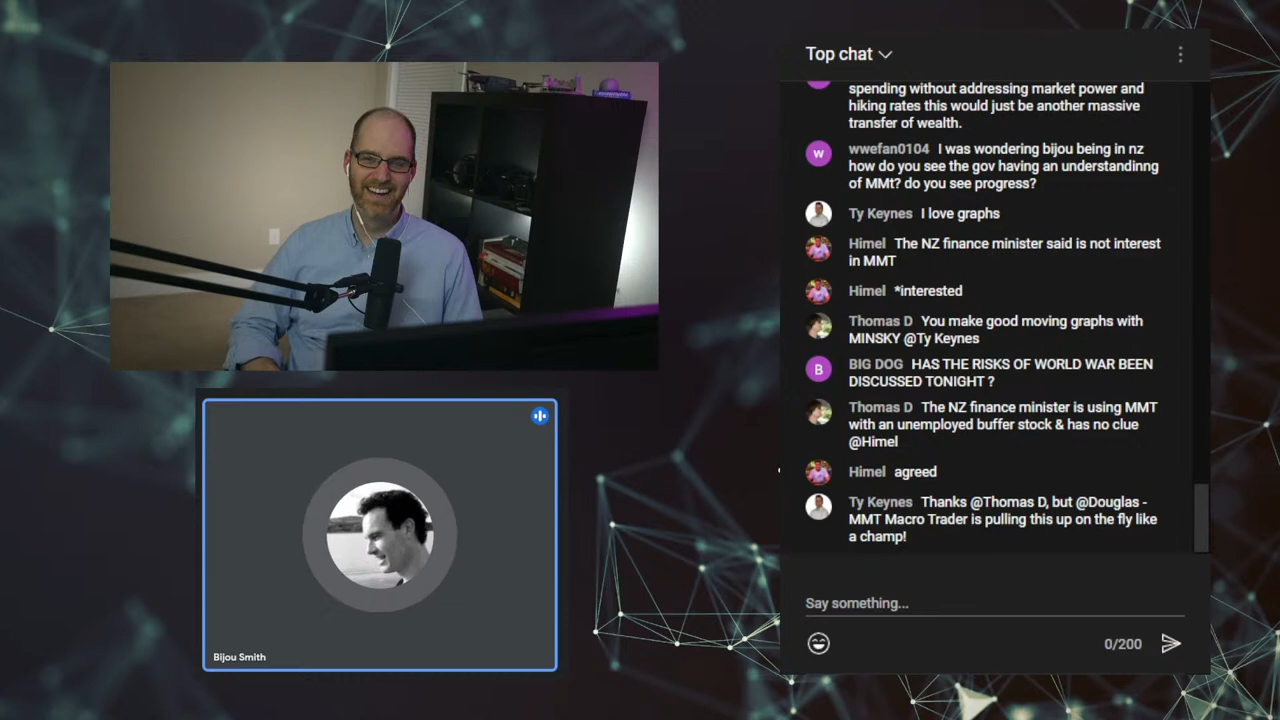 Top chat
spending without addressing market power and
hiking rates this would just be another massive
transfer of wealth.
W
wwefan0104 I was wondering bijou being in nz
how do you see the gov having an understandinng
of MMt? do you see progress?
Ty Keynes I love graphs
Himel The NZ finance minister said is not interest
in MMT
Himel *interested
Thomas D You make good moving graphs with
MINSKY @Ty Keynes
B
BIG DOG HAS THE RISKS OF WORLD WAR BEEN
DISCUSSED TONIGHT ?
Thomas D The NZ finance minister is using MMT
with an unemployed buffer stock & has no clue
@Himel
Himel agreed
Ty Keynes Thanks @Thomas D, but @Douglas -
MMT Macro Trader is pulling this up on the fly like
a champ!
Say something...
0/200
Bijou Smith